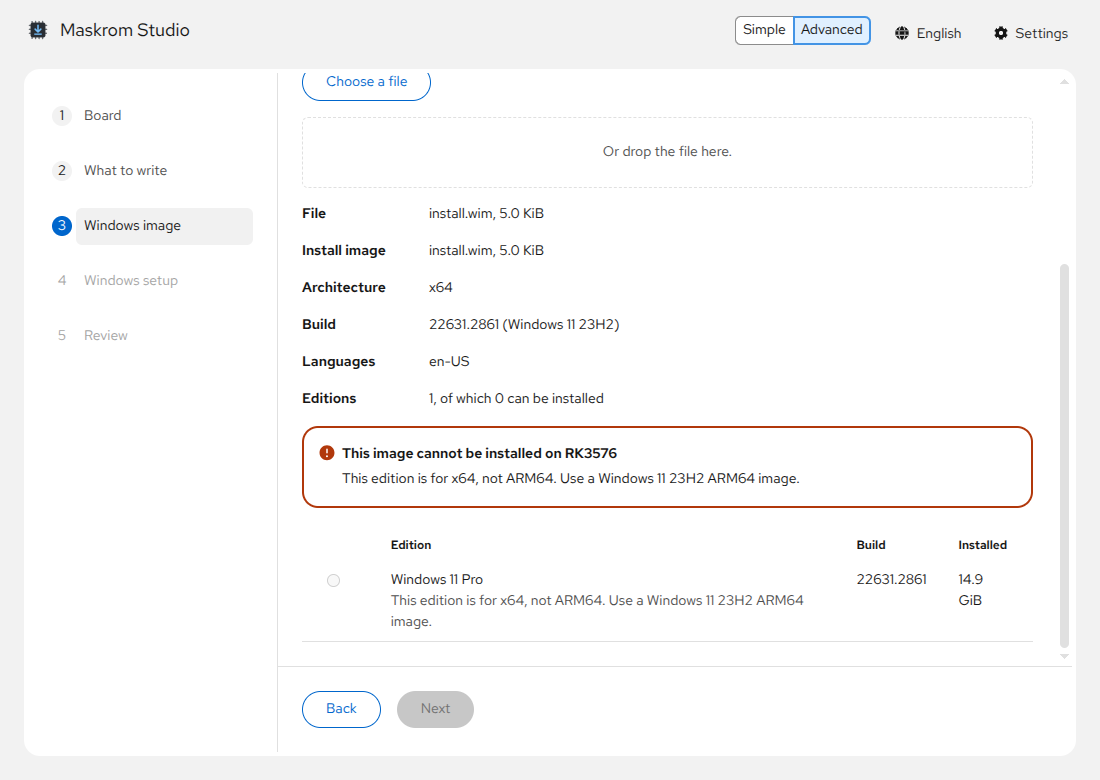 Maskrom Studio
Simple
Advanced
English
Settings
1 Board
2 What to write
3 Windows image
4 Windows setup
5 Review
Choose a file
Or drop the file here.
File install.wim, 5.0 KiB
Install image install.wim, 5.0 KiB
Architecture x64
Build 22631.2861 (Windows 11 23H2)
Languages en-US
Editions 1, of which 0 can be installed
This image cannot be installed on RK3576
This edition is for x64, not ARM64. Use a Windows 11 23H2 ARM64 image.
Edition Build Installed
Windows 11 Pro 22631.2861 14.9
This edition is for x64, not ARM64. Use a Windows 11 23H2 ARM64 GiB
image.
Back
Next